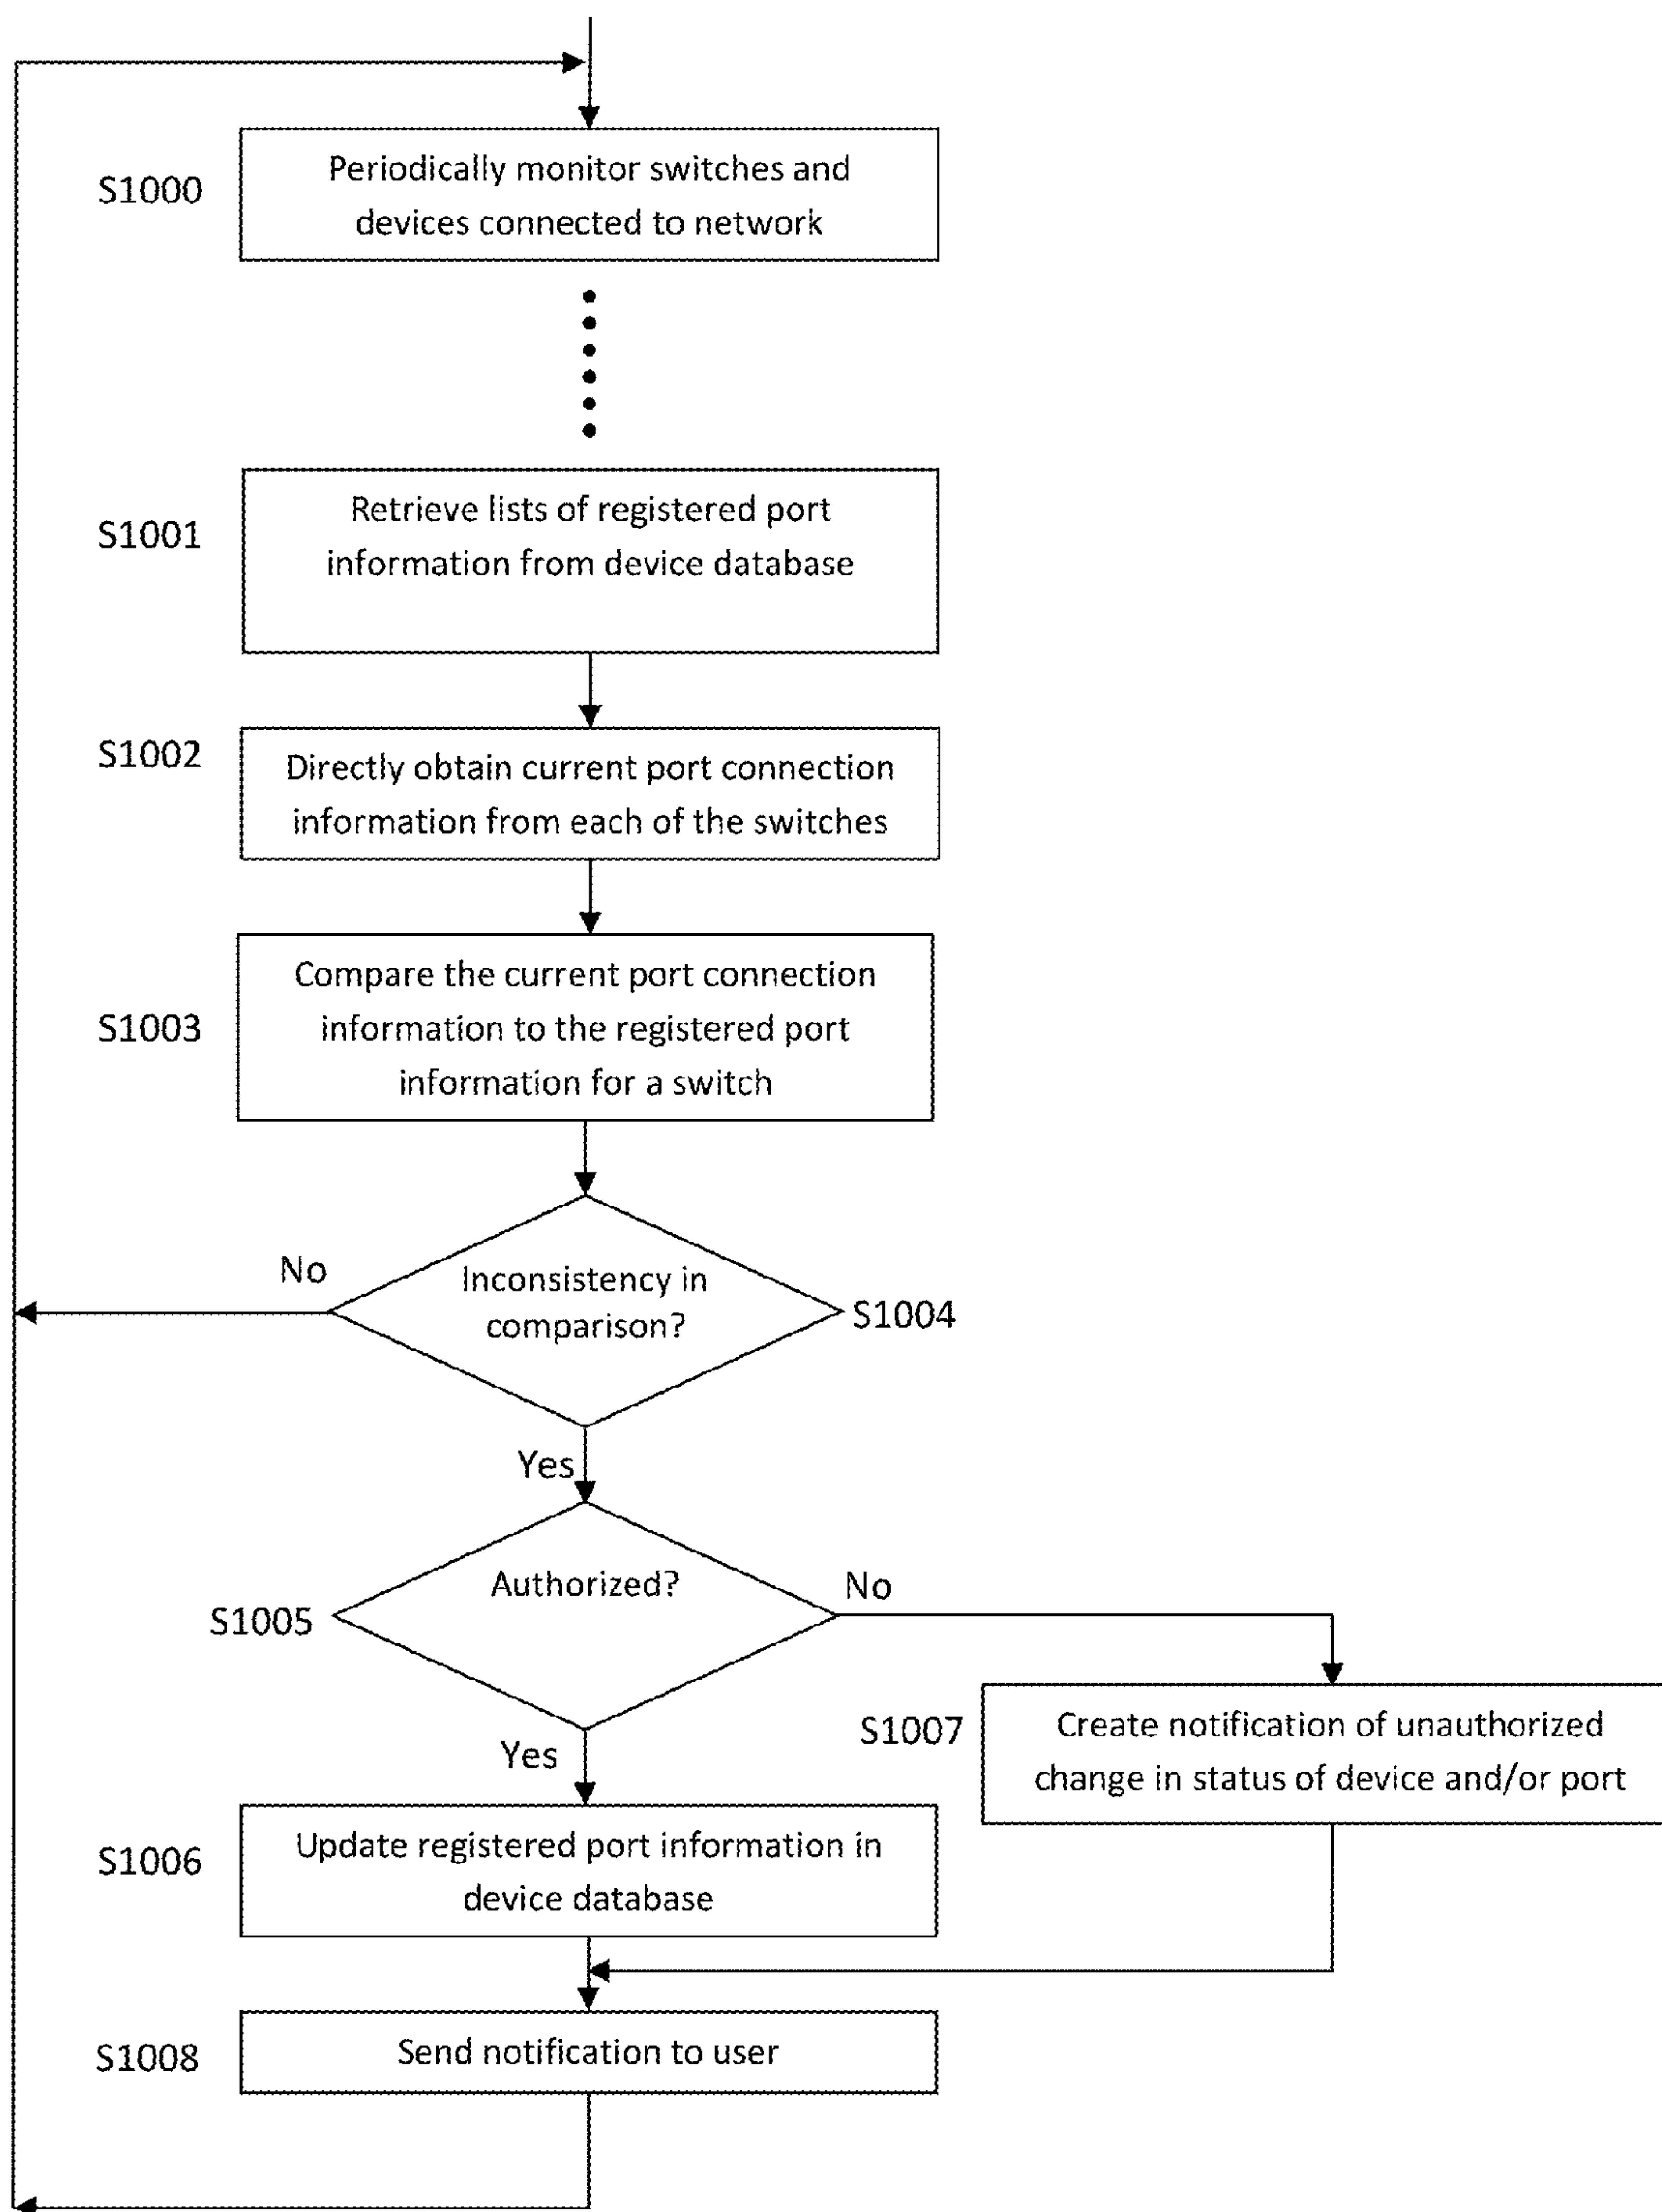 S1000
Periodically monitor switches and
devices connected to network
S1001
Retrieve lists of registered port
information from device database
S1002
Directly obtain current port connection
information from each of the switches
S1003
Compare the current port connection
information to the registered port
information for a switch
No
Inconsistency in
comparison?
S1004
Yes
Authorized?
No
S1005
Yes
S1007
Create notification of unauthorized
change in status of device and/or port
S1006
Update registered port information in
device database
S1008
Send notification to user